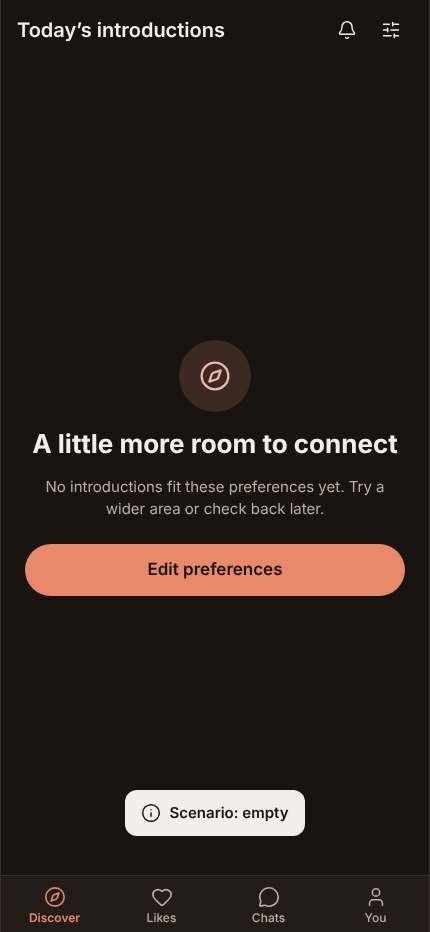 Today’s introductions
A little more room to connect
No introductions fit these preferences yet. Try a
wider area or check back later.
Edit preferences
Scenario: empty
Discover
Likes
Chats
You